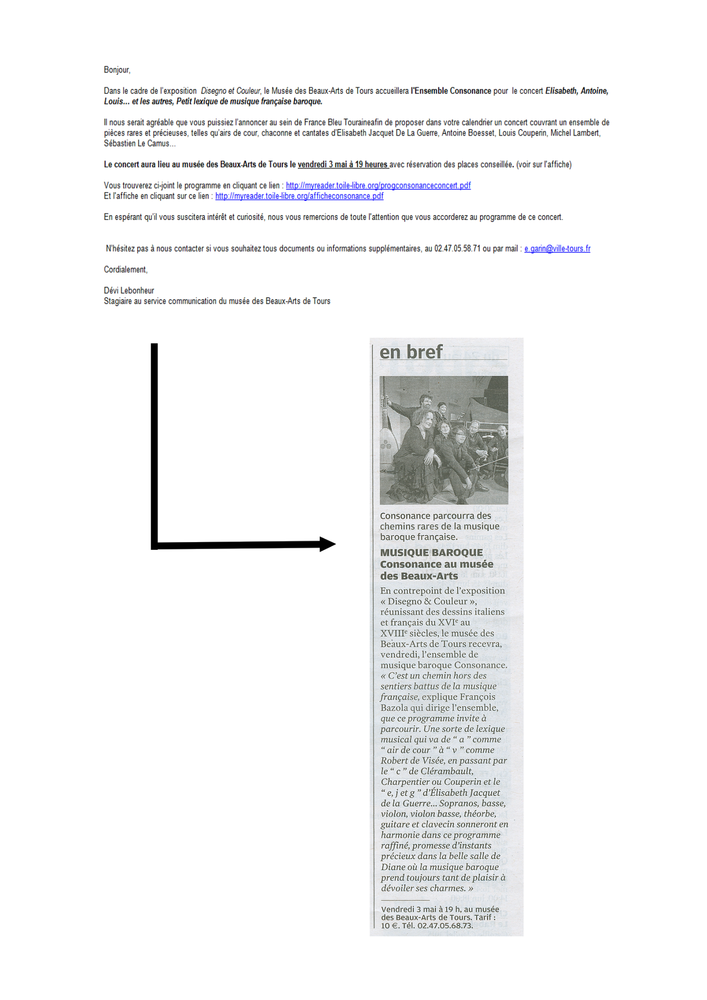 Bonjour,
Dans le cadre de l'exposition Disegno et Couleur, le Musée des Beaux-Arts de Tours accueillera l'Ensemble Consonance pour le concert Elisabeth, Antoine,
Louis... et les autres, Petit lexique de musique française baroque.
Il nous serait agréable que vous puissiez l'annoncer au sein de France Bleu Touraineafin de proposer dans votre calendrier un concert couvrant un ensemble de
pièces rares et précieuses, telles qu'airs de cour, chaconne et cantates d'Elisabeth Jacquet De La Guerre, Antoine Boesset, Louis Couperin, Michel Lambert,
Sébastien Le Camus...
Le concert aura lieu au musée des Beaux-Arts de Tours le vendredi 3 mai à 19 heures avec réservation des places conseillée. (voir sur l'affiche)
Vous trouverez ci-joint le programme en cliquant ce lien : http://myreader.toile-libre.org/progconsonanceconcert.pdf
Et l'affiche en cliquant sur ce lien : http://myreader.toile-libre.org/afficheconsonance.pdf
En espérant qu'il vous suscitera intérêt et curiosité, nous vous remercions de toute l'attention que vous accorderez au programme de ce concert.
N'hésitez pas à nous contacter si vous souhaitez tous documents ou informations supplémentaires, au 02.47.05.58.71 ou par mail : e.garin@ville-tours.fr
Cordialement,
Dévi Lebonheur
Stagiaire au service communication du musée des Beaux-Arts de Tours
en bref
Consonance parcourra des
chemins rares de la musique
baroque française.
MUSIQUE BAROQUE
Consonance au musée
des Beaux-Arts
En contrepoint de l'exposition
« Disegno & Couleur »,
réunissant des dessins italiens
et français du XVIe au
XVIIIe siècles, le musée des
Beaux-Arts de Tours recevra,
vendredi, l'ensemble de
musique baroque Consonance.
« C'est un chemin hors des
sentiers battus de la musique
française, explique François
Bazola qui dirige l'ensemble,
que ce programme invite à
parcourir. Une sorte de lexique
musical qui va de " a " comme
" air de cour " à " v " comme
Robert de Visée, en passant par
le " c " de Clérambault,
Charpentier ou Couperin et le
" e, j et g " d'Élisabeth Jacquet
de la Guerre... Sopranos, basse,
violon, violon basse, théorbe,
guitare et clavecin sonneront en
harmonie dans ce programme
raffiné, promesse d'instants
précieux dans la belle salle de
Diane où la musique baroque
prend toujours tant de plaisir à
dévoiler ses charmes. »
Vendredi 3 mai à 19 h, au musée
des Beaux-Arts de Tours. Tarif :
10 €. Tél. 02.47.05.68.73.